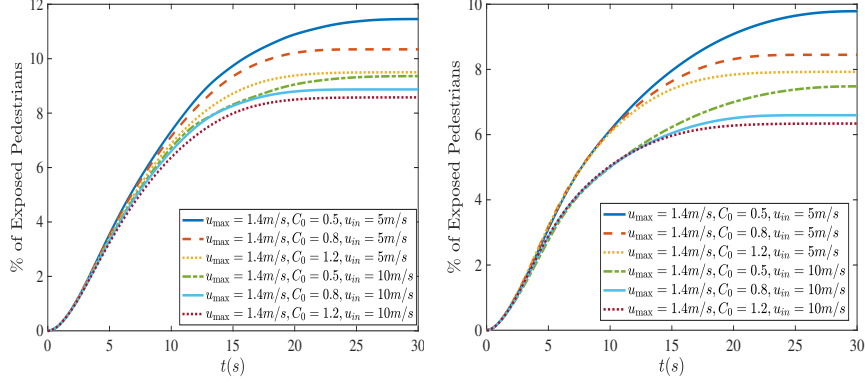 12
10
8
6
4
2
0
% of Exposed Pedestrians
u_max = 1.4m/s, C_0 = 0.5, u_in = 5m/s
u_max = 1.4m/s, C_0 = 0.8, u_in = 5m/s
u_max = 1.4m/s, C_0 = 1.2, u_in = 5m/s
u_max = 1.4m/s, C_0 = 0.5, u_in = 10m/s
u_max = 1.4m/s, C_0 = 0.8, u_in = 10m/s
u_max = 1.4m/s, C_0 = 1.2, u_in = 10m/s
0 5 10 15 20 25 30
t(s)
10
8
6
4
2
0
% of Exposed Pedestrians
u_max = 1.4m/s, C_0 = 0.5, u_in = 5m/s
u_max = 1.4m/s, C_0 = 0.8, u_in = 5m/s
u_max = 1.4m/s, C_0 = 1.2, u_in = 5m/s
u_max = 1.4m/s, C_0 = 0.5, u_in = 10m/s
u_max = 1.4m/s, C_0 = 0.8, u_in = 10m/s
u_max = 1.4m/s, C_0 = 1.2, u_in = 10m/s
0 5 10 15 20 25 30
t(s)